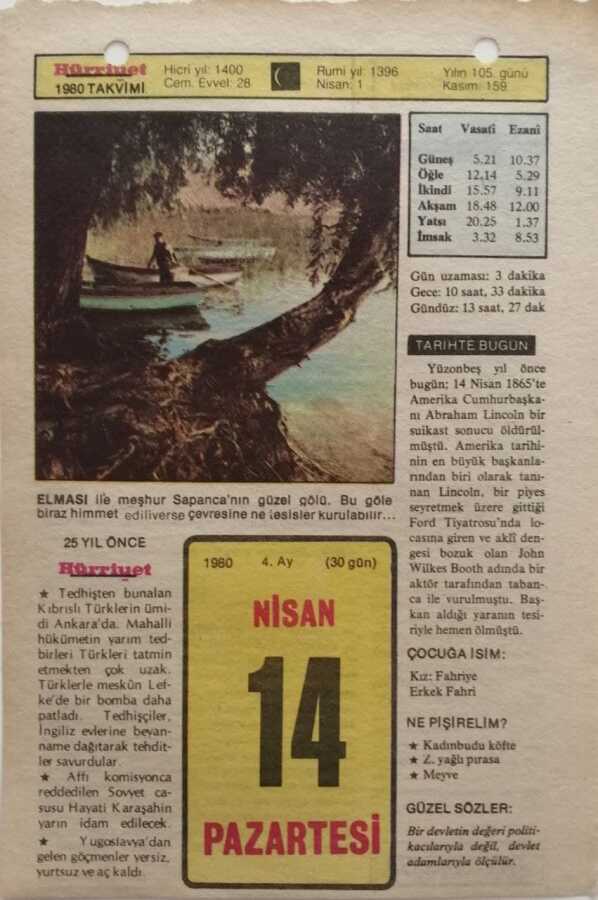 Hürriyet
1980 TAKVİMİ
Hicri yıl: 1400
Cem. Evvel: 28
Rumi yıl: 1396
Nisan: 1
Yılın 105. günü
Kasım: 159
Saat Vasatî Ezanî
Güneş 5.21 10.37
Öğle 12.14 5.29
İkindi 15.57 9.11
Akşam 18.48 12.00
Yatsı 20.25 1.37
İmsak 3.32 8.53
Gün uzaması: 3 dakika
Gece: 10 saat, 33 dakika
Gündüz: 13 saat, 27 dak
ELMASI ile meşhur Sapanca'nın güzel gölü. Bu göle
biraz himmet ediliverse çevresine ne tesisler kurulabilir...
25 YIL ÖNCE
Hürriyet
★ Tedhişten bunalan
Kıbrıslı Türklerin ümi-
di Ankara'da. Mahalli
hükümetin yarım ted-
birleri Türkleri tatmin
etmekten çok uzak.
Türklerle meskûn Lef-
ke'de bir bomba daha
patladı. Tedhişçiler,
İngiliz evlerine beyan-
name dağıtarak tehdit-
ler savurdular.
★ Affı komisyonca
reddedilen Sovyet ca-
susu Hayati Karaşahin
yarın idam edilecek.
★ Yugoslavya'dan
gelen göçmenler yersiz,
yurtsuz ve aç kaldı.
1980 4. Ay (30 gün)
NİSAN
14
PAZARTESİ
TARİHTE BUGÜN
Yüzonbeş yıl önce
bugün; 14 Nisan 1865'te
Amerika Cumhurbaşka-
nı Abraham Lincoln bir
suikast sonucu öldürül-
müştü. Amerika tarihi-
nin en büyük başkanla-
rından biri olarak tanı-
nan Lincoln, bir piyes
seyretmek üzere gittiği
Ford Tiyatrosu'nda lo-
casına giren ve aklî den-
gesi bozuk olan John
Wilkes Booth adında bir
aktör tarafından taban-
ca ile vurulmuştu. Baş-
kan aldığı yaranın tesi-
riyle hemen ölmüştü.
ÇOCUĞA İSİM:
Kız: Fahriye
Erkek Fahri
NE PİŞİRELİM?
★ Kadınbudu köfte
★ Z. yağlı pırasa
★ Meyve
GÜZEL SÖZLER:
Bir devletin değeri politi-
kacılarıyla değil, devlet
adamlarıyla ölçülür.